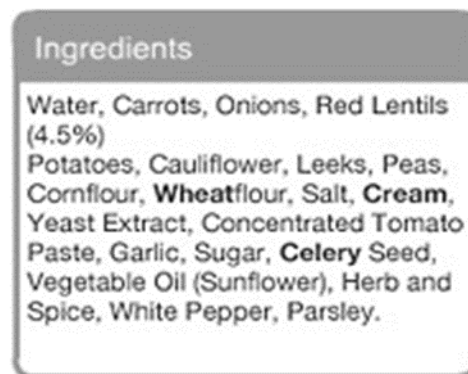 Ingredients
Water, Carrots, Onions, Red Lentils
(4.5%)
Potatoes, Cauliflower, Leeks, Peas,
Cornflour, Wheatflour, Salt, Cream,
Yeast Extract, Concentrated Tomato
Paste, Garlic, Sugar, Celery Seed,
Vegetable Oil (Sunflower), Herb and
Spice, White Pepper, Parsley.